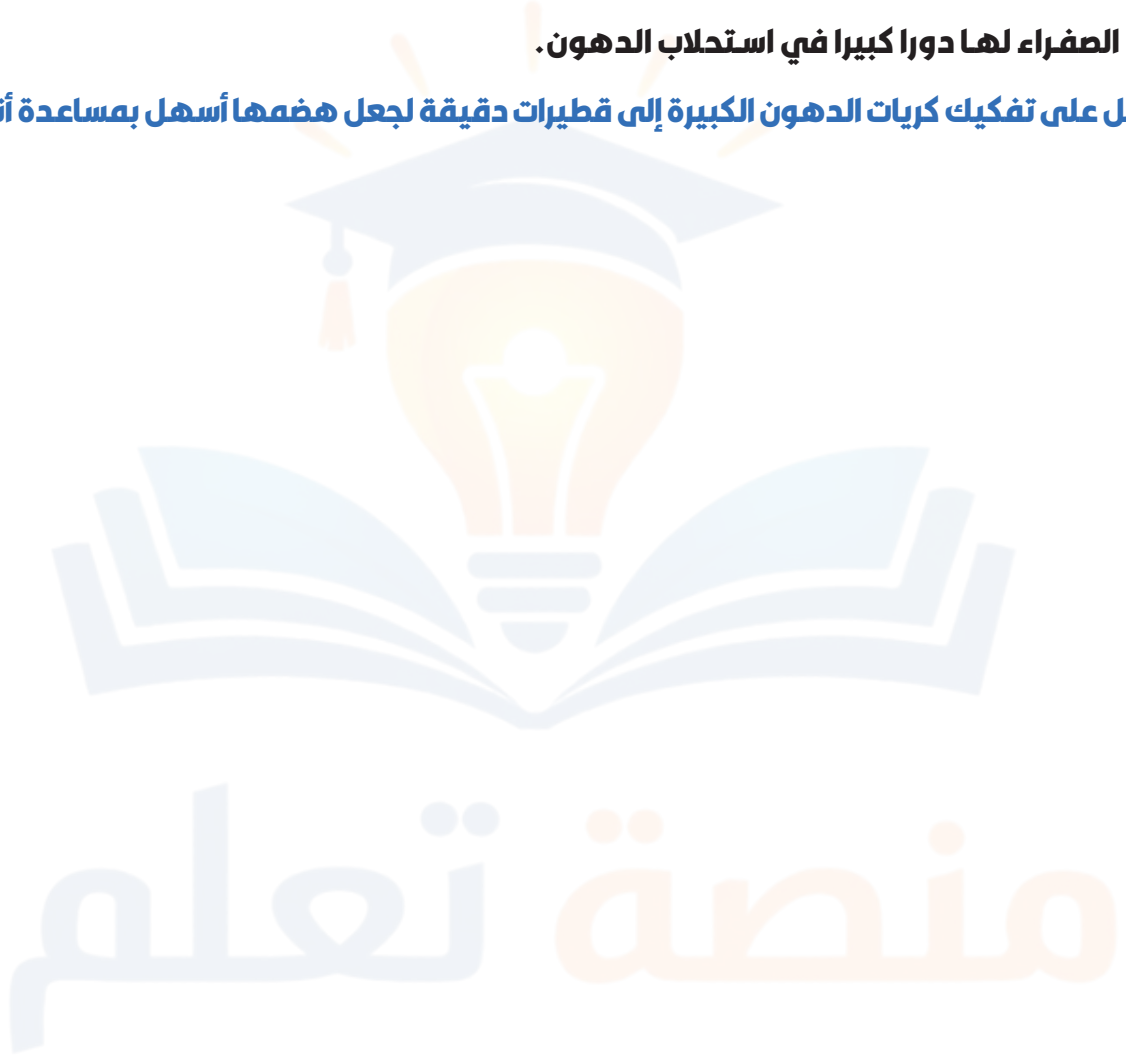 الصفراء لها دورا كبيرا في استحلاب الدهون.
على تفكيك كريات الدهون الكبيرة إلى قطيرات دقيقة لجعل هضمها أسهل بمساعدة
منصة تعلم